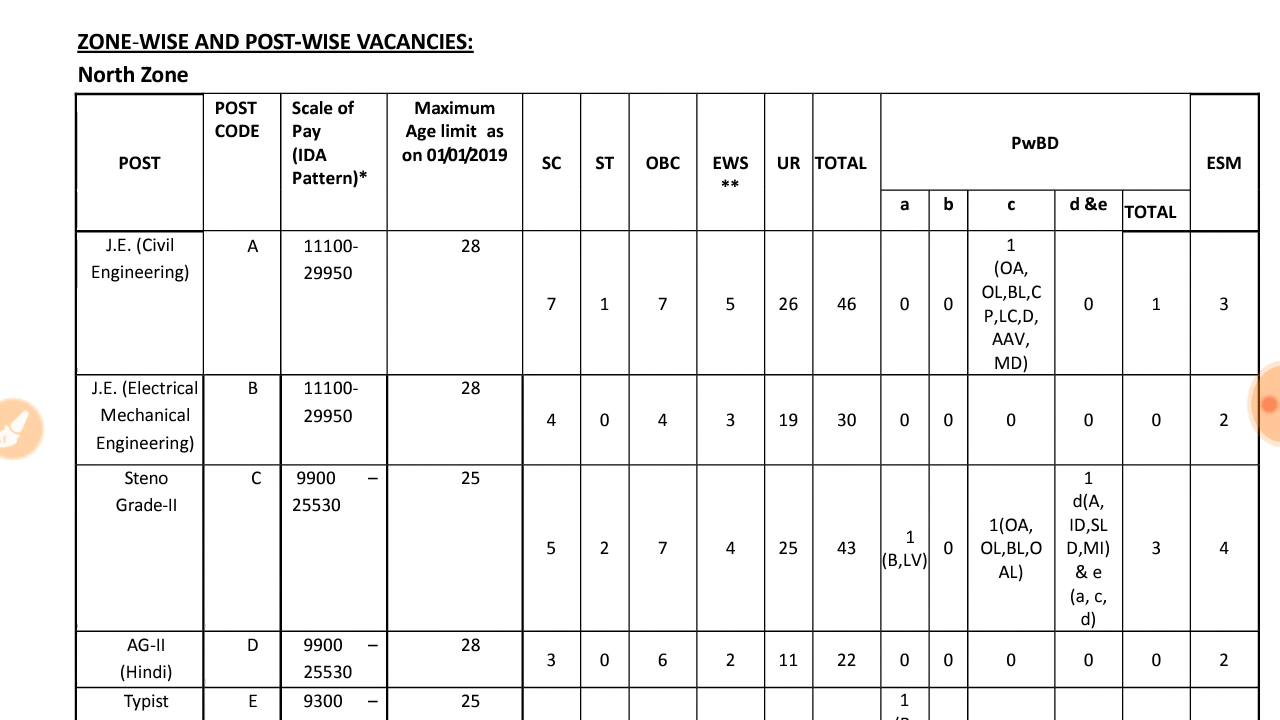 ZONE-WISE AND POST-WISE VACANCIES:
North Zone
POST
POST
CODE
Scale of
Pay
(IDA
Pattern)*
Maximum
Age limit as
on 01/01/2019
SC
ST
OBC
EWS
**
UR
TOTAL
PwBD
a
b
c
d &e
TOTAL
ESM
J.E. (Civil
Engineering)
A
11100-
29950
28
7
1
7
5
26
46
0
0
1
(OA,
OL,BL,C
P,LC,D,
AAV,
MD)
0
1
3
J.E. (Electrical
Mechanical
Engineering)
B
11100-
29950
28
4
0
4
3
19
30
0
0
0
0
0
2
Steno
Grade-II
C
9900 –
25530
25
5
2
7
4
25
43
1
(B,LV)
0
1(OA,
OL,BL,O
AL)
1
d(A,
ID,SL
D,MI)
& e
(a, c,
d)
3
4
AG-II
(Hindi)
D
9900 –
25530
28
3
0
6
2
11
22
0
0
0
0
0
2
Typist
E
9300 –
25
1